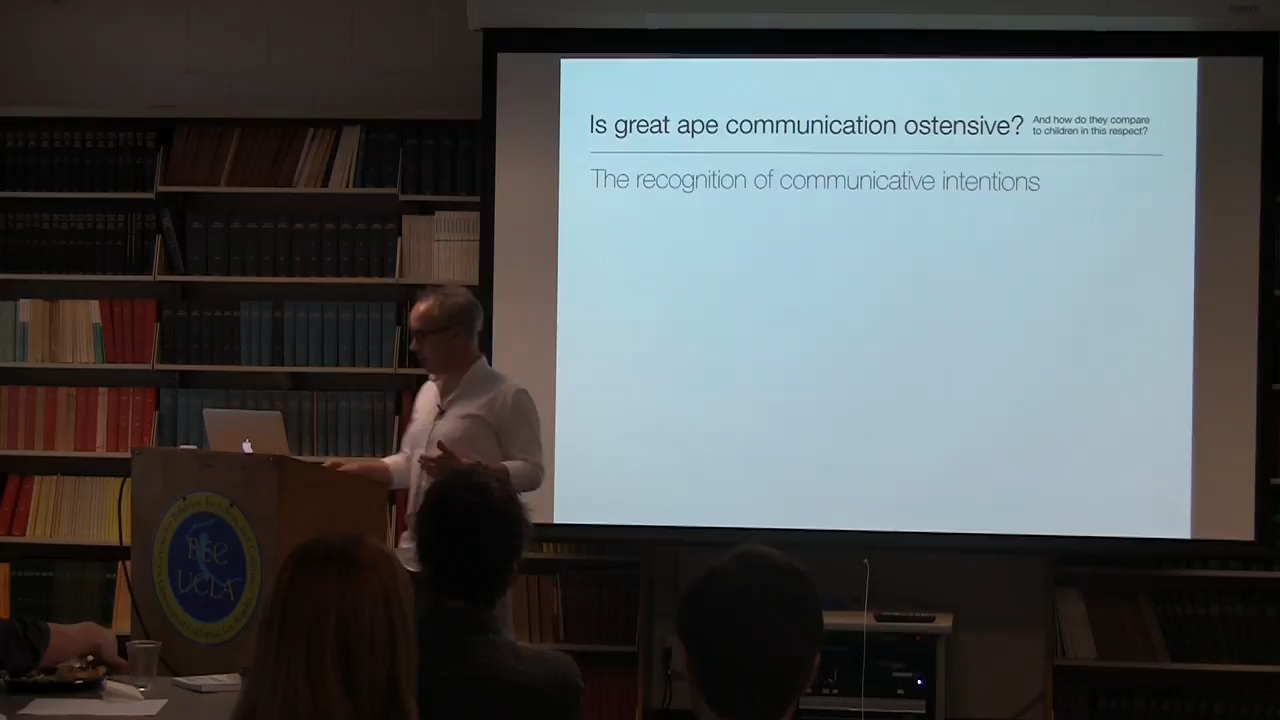 Is great ape communication ostensive?
And how do they compare
to children in this respect?
The recognition of communicative intentions
BEC
UCLA